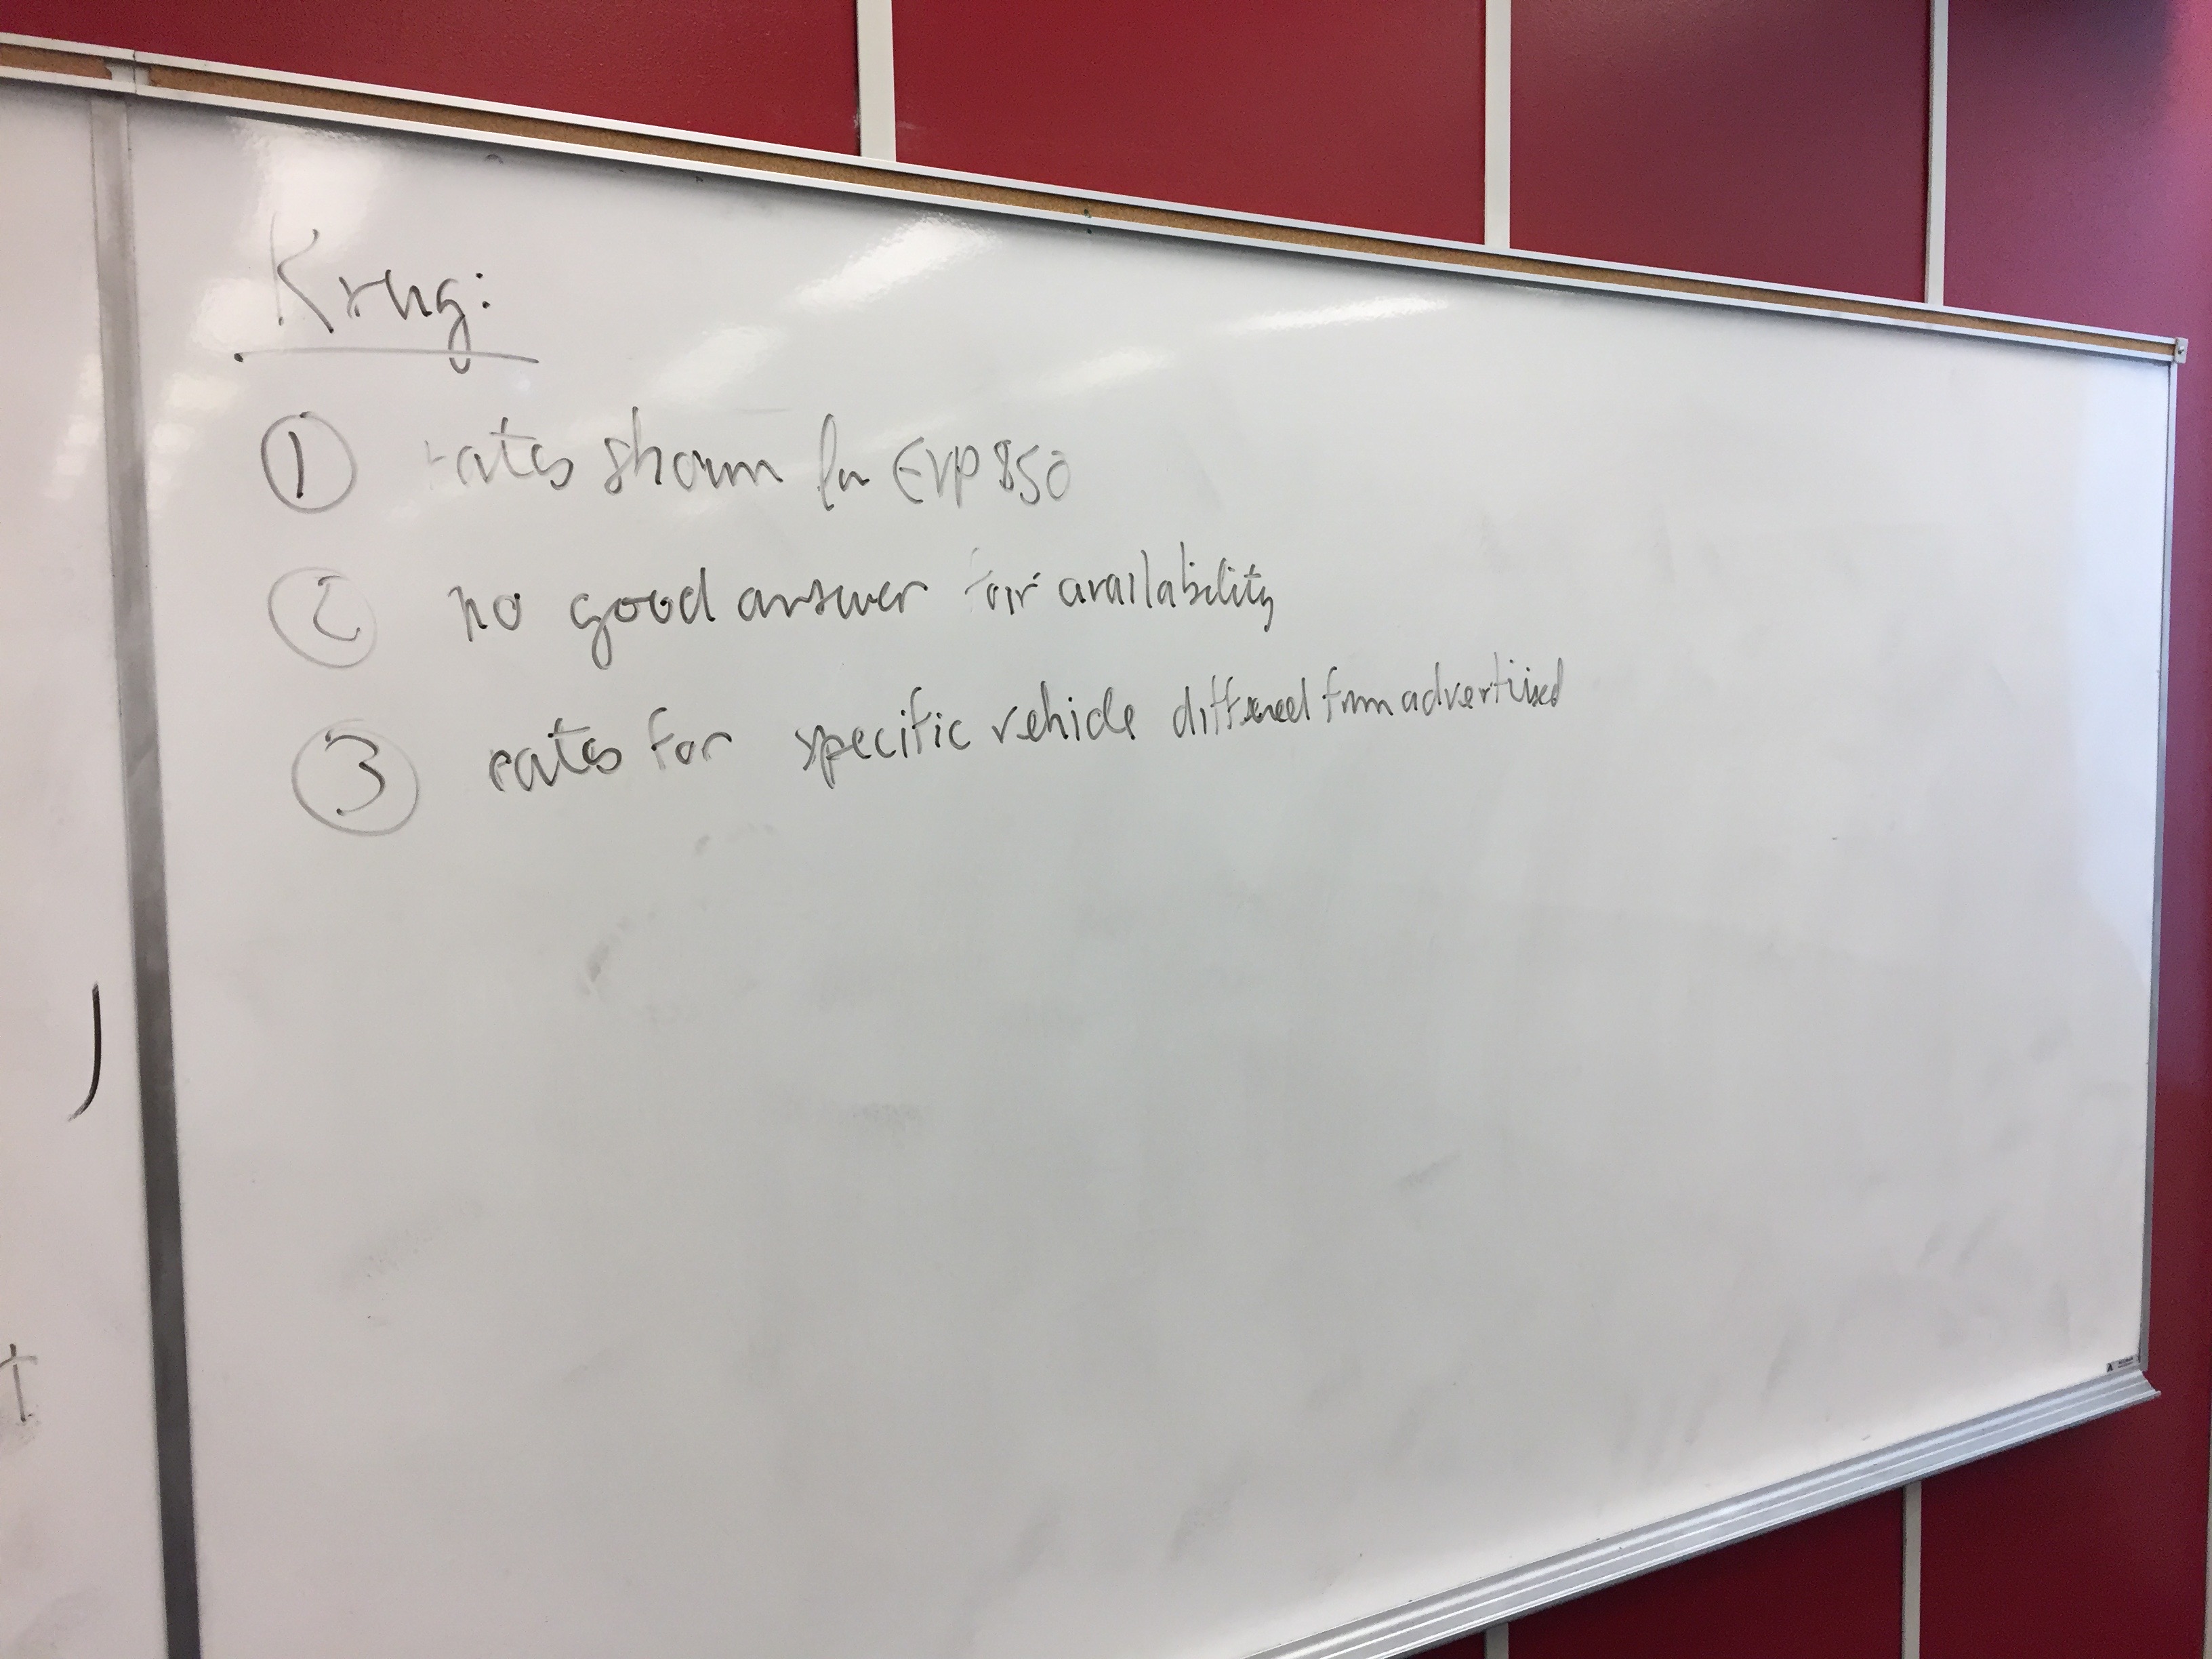 Krug:
① rates shown for EVP 850
② no good answer for availability
③ rates for specific vehicle differed from advertised